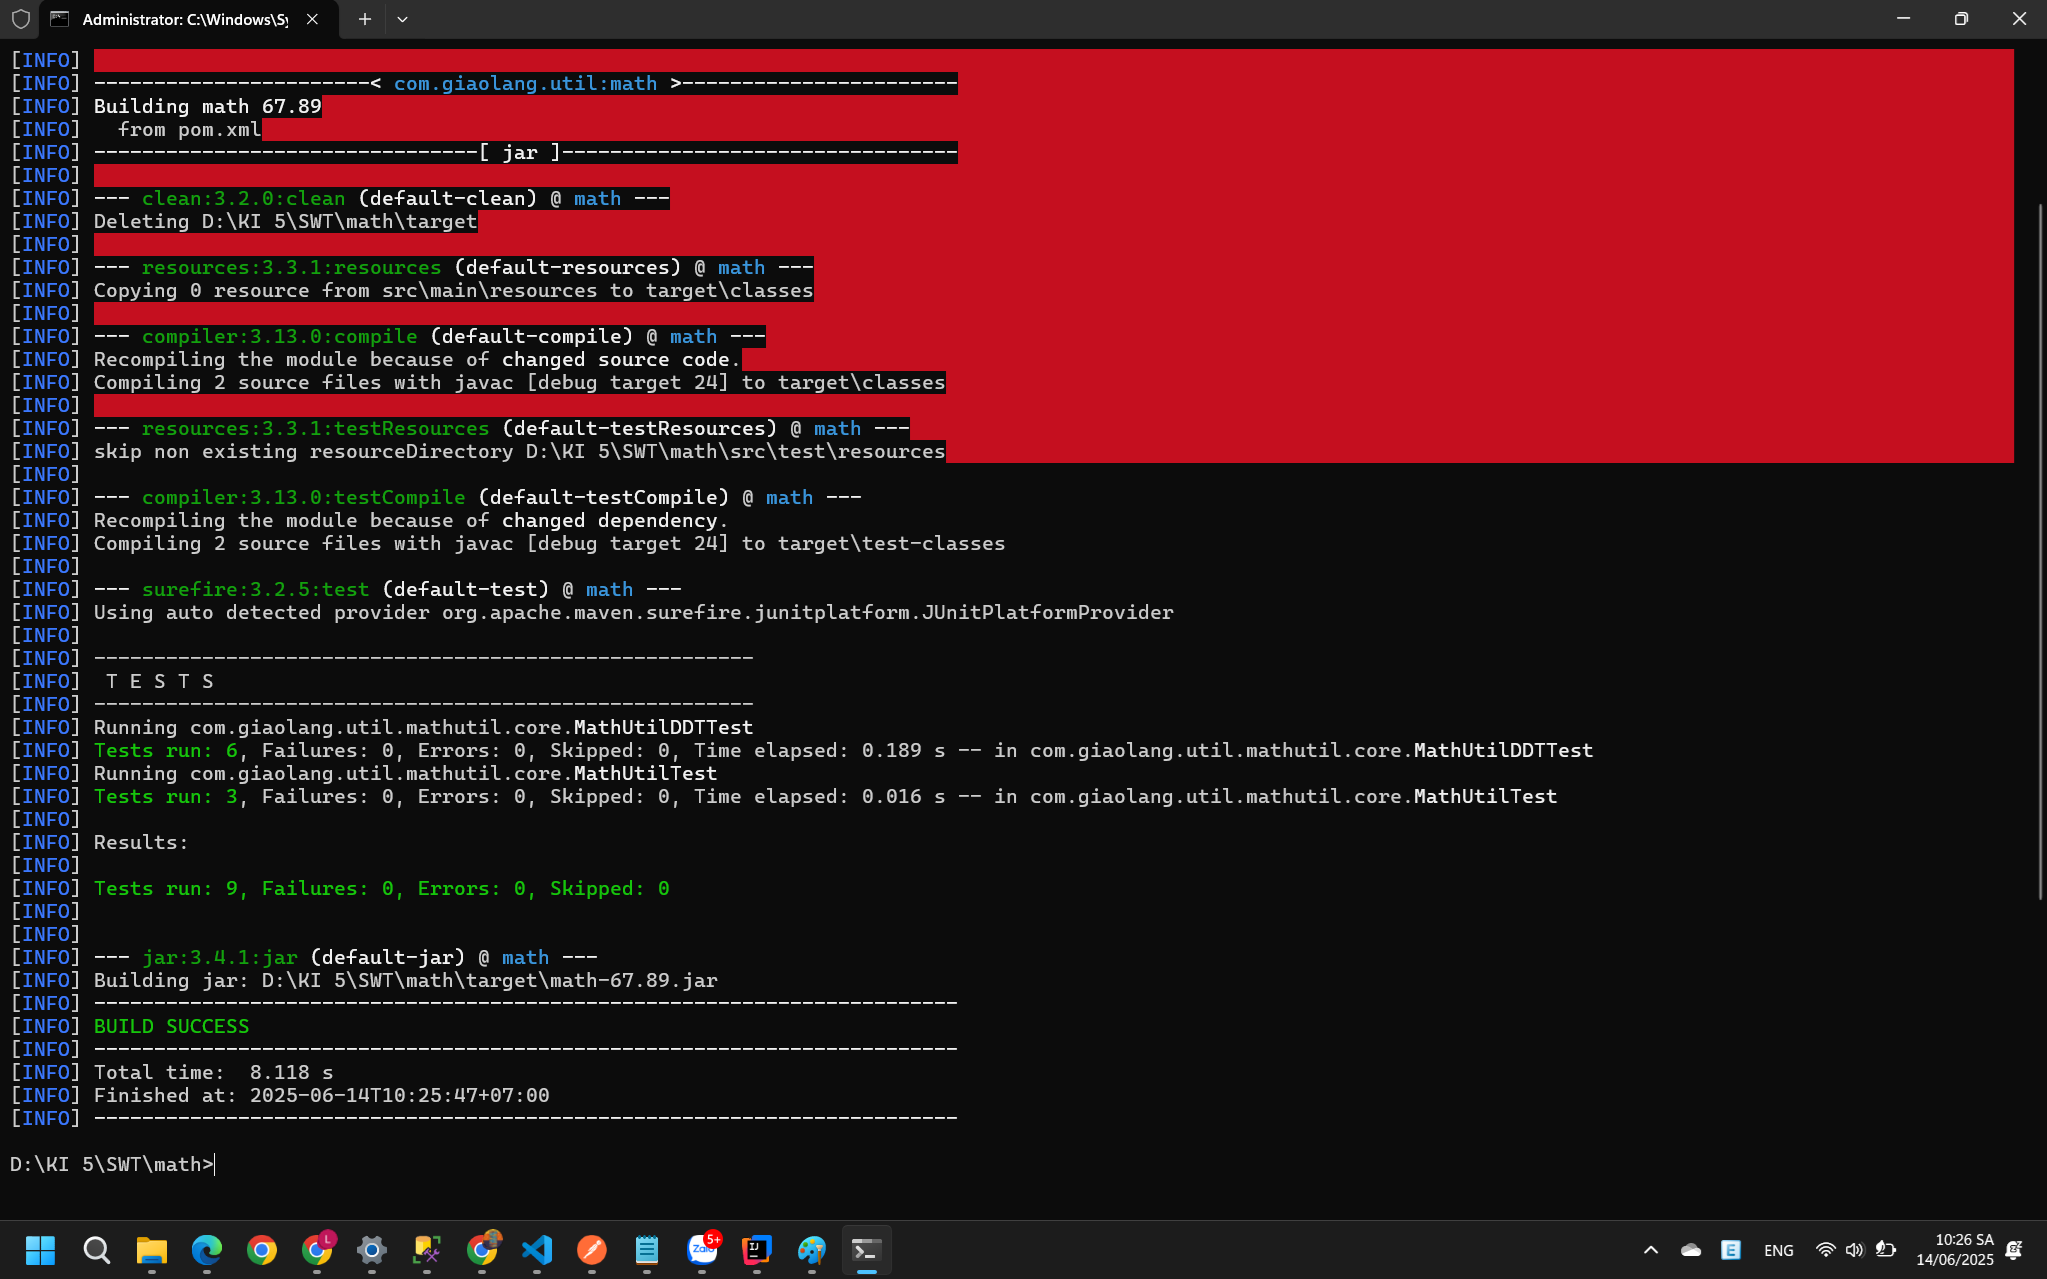 Administrator: C:\Windows\Sy
[INFO]
[INFO] -----------------------< com.giaolang.util:math >-----------------------
[INFO] Building math 67.89
[INFO]   from pom.xml
[INFO] --------------------------------[ jar ]---------------------------------
[INFO]
[INFO] --- clean:3.2.0:clean (default-clean) @ math ---
[INFO] Deleting D:\KI 5\SWT\math\target
[INFO]
[INFO] --- resources:3.3.1:resources (default-resources) @ math ---
[INFO] Copying 0 resource from src\main\resources to target\classes
[INFO]
[INFO] --- compiler:3.13.0:compile (default-compile) @ math ---
[INFO] Recompiling the module because of changed source code.
[INFO] Compiling 2 source files with javac [debug target 24] to target\classes
[INFO]
[INFO] --- resources:3.3.1:testResources (default-testResources) @ math ---
[INFO] skip non existing resourceDirectory D:\KI 5\SWT\math\src\test\resources
[INFO]
[INFO] --- compiler:3.13.0:testCompile (default-testCompile) @ math ---
[INFO] Recompiling the module because of changed dependency.
[INFO] Compiling 2 source files with javac [debug target 24] to target\test-classes
[INFO]
[INFO] --- surefire:3.2.5:test (default-test) @ math ---
[INFO] Using auto detected provider org.apache.maven.surefire.junitplatform.JUnitPlatformProvider
[INFO]
[INFO] -------------------------------------------------------
[INFO]  T E S T S
[INFO] -------------------------------------------------------
[INFO] Running com.giaolang.util.mathutil.core.MathUtilDDTTest
[INFO] Tests run: 6, Failures: 0, Errors: 0, Skipped: 0, Time elapsed: 0.189 s -- in com.giaolang.util.mathutil.core.MathUtilDDTTest
[INFO] Running com.giaolang.util.mathutil.core.MathUtilTest
[INFO] Tests run: 3, Failures: 0, Errors: 0, Skipped: 0, Time elapsed: 0.016 s -- in com.giaolang.util.mathutil.core.MathUtilTest
[INFO]
[INFO] Results:
[INFO]
[INFO] Tests run: 9, Failures: 0, Errors: 0, Skipped: 0
[INFO]
[INFO]
[INFO] --- jar:3.4.1:jar (default-jar) @ math ---
[INFO] Building jar: D:\KI 5\SWT\math\target\math-67.89.jar
[INFO] ------------------------------------------------------------------------
[INFO] BUILD SUCCESS
[INFO] ------------------------------------------------------------------------
[INFO] Total time:  8.118 s
[INFO] Finished at: 2025-06-14T10:25:47+07:00
[INFO] ------------------------------------------------------------------------
D:\KI 5\SWT\math>
L
Zalo 5+
IJ
E
ENG
10:26 SA
14/06/2025